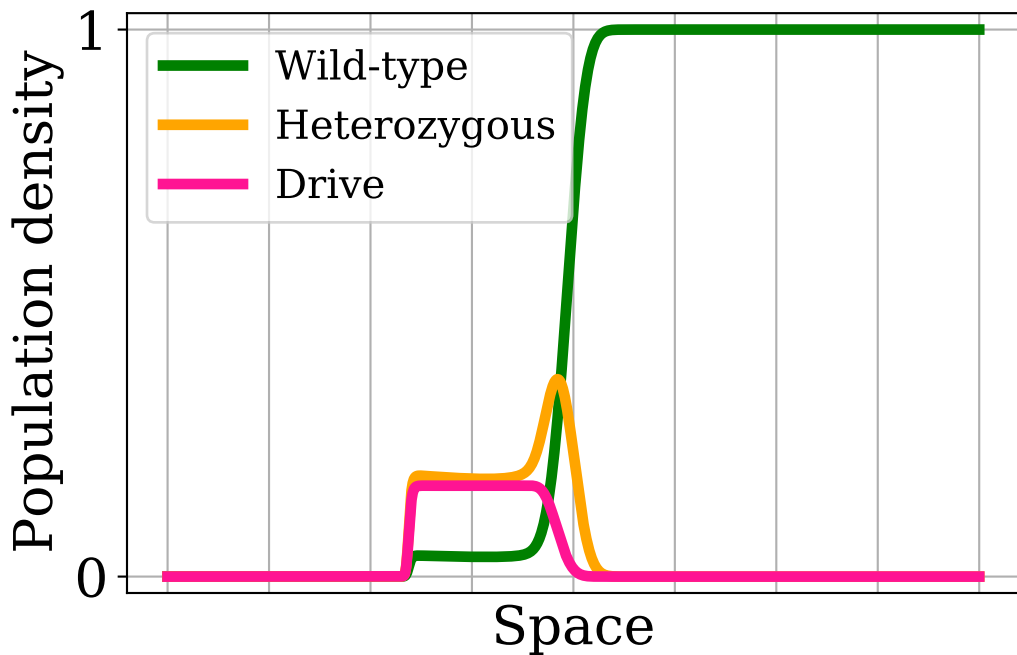 Population density
1
0
Wild-type
Heterozygous
Drive
Space